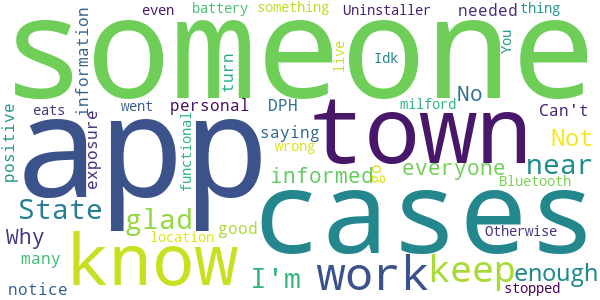 even battery something Uninstaller needed thing
someone
information turn live Idk You
positive eats went personal DPH milford No Can't
exposure app functional saying wrong town Not
informed go everyone near
State glad cases Bluetooth
Why many know location good Otherwise
notice I'm work keep enough stopped